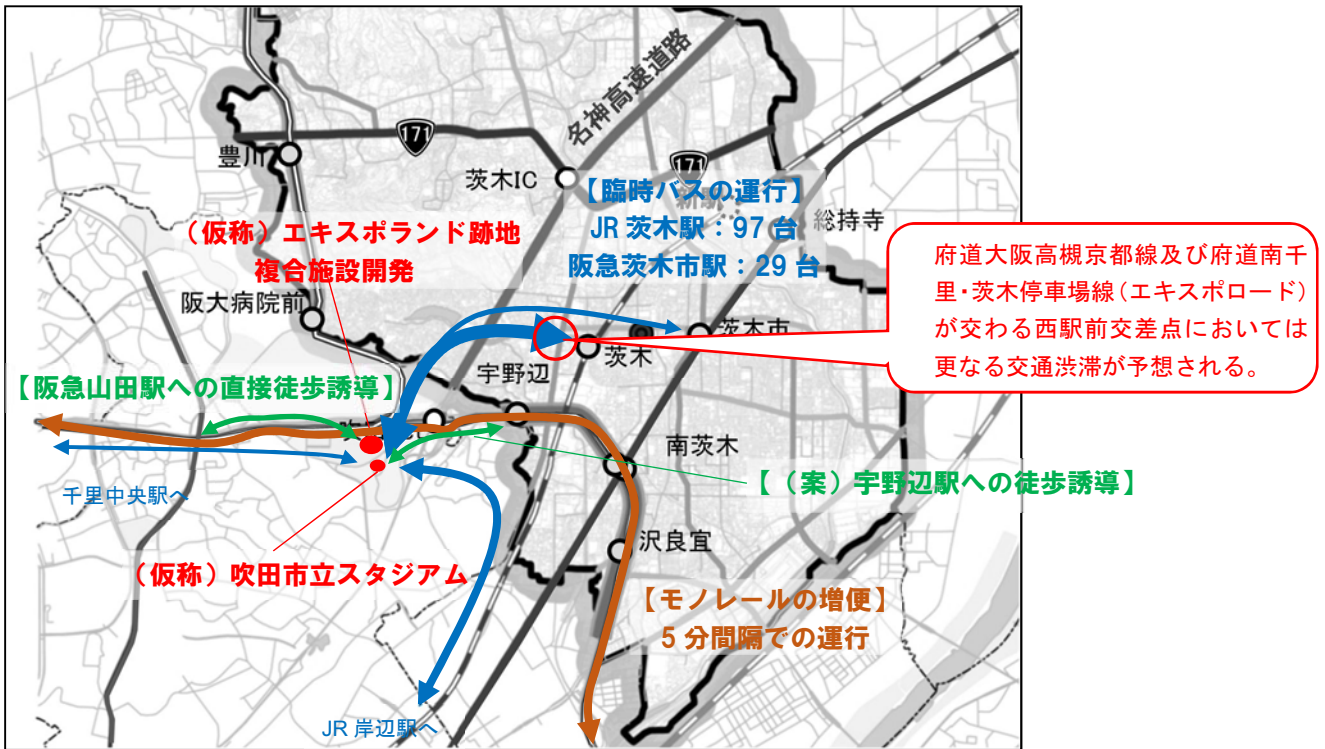 名神高速道路
171
豊川
茨木IC
171
【臨時バスの運行】
JR 茨木駅：97 台
阪急茨木市駅：29 台
総持寺
（仮称）エキスポランド跡地
複合施設開発
府道大阪高槻京都線及び府道南千
里・茨木停車場線（エキスポロード）
が交わる西駅前交差点においては
更なる交通渋滞が予想される。
阪大病院前
茨木市
茨木
宇野辺
【阪急山田駅への直接徒歩誘導】
南茨木
【（案）宇野辺駅への徒歩誘導】
千里中央駅へ
沢良宜
（仮称）吹田市立スタジアム
【モノレールの増便】
5 分間隔での運行
JR 岸辺駅へ